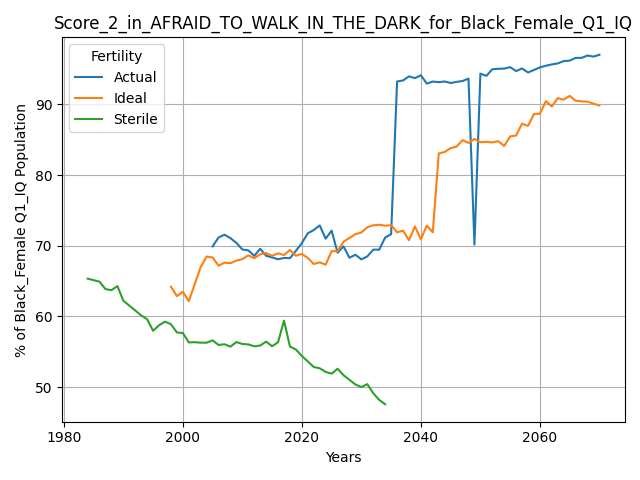 Score_2_in_AFRAID_TO_WALK_IN_THE_DARK_for_Black_Female_Q1_IQ
Fertility
Actual
Ideal
Sterile
% of Black_Female Q1_IQ Population
90
80
70
60
50
1980
2000
2020
2040
2060
Years